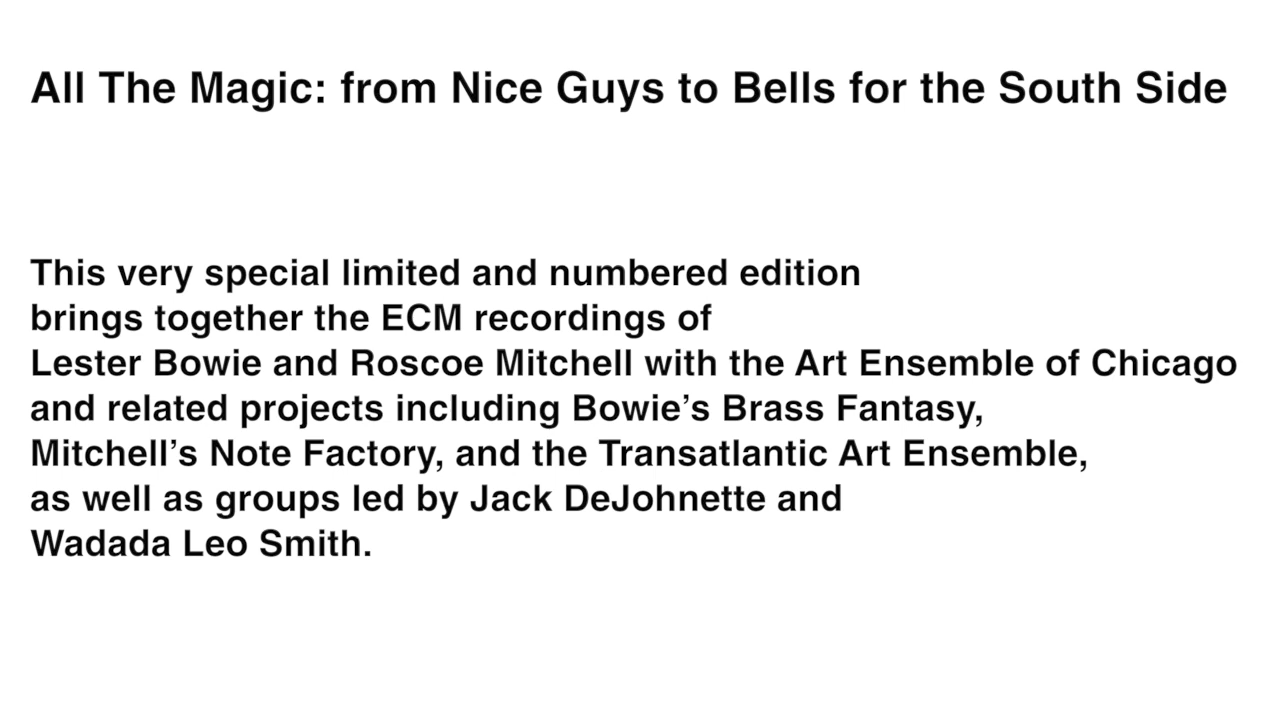 All The Magic: from Nice Guys to Bells for the South Side
This very special limited and numbered edition
brings together the ECM recordings of
Lester Bowie and Roscoe Mitchell with the Art Ensemble of Chicago
and related projects including Bowie’s Brass Fantasy,
Mitchell’s Note Factory, and the Transatlantic Art Ensemble,
as well as groups led by Jack DeJohnette and
Wadada Leo Smith.